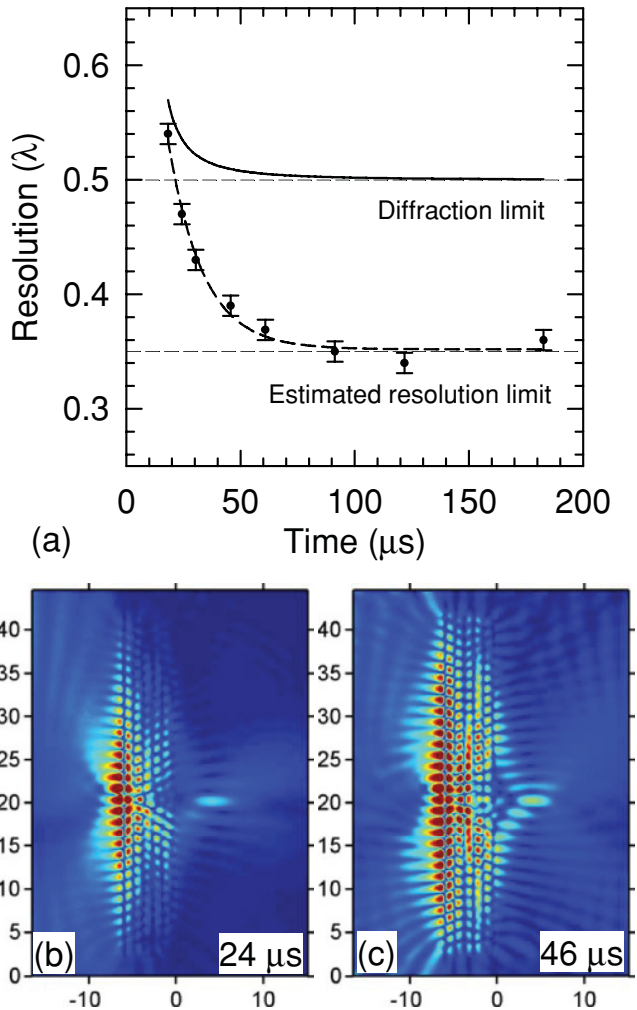 0.6
0.5
0.4
0.3
Resolution (λ)
Diffraction limit
Estimated resolution limit
0 50 100 150 200
(a) Time (μs)
40
35
30
25
20
15
10
5
0
(b) 24 μs
-10 0 10
40
35
30
25
20
15
10
5
0
(c) 46 μs
-10 0 10